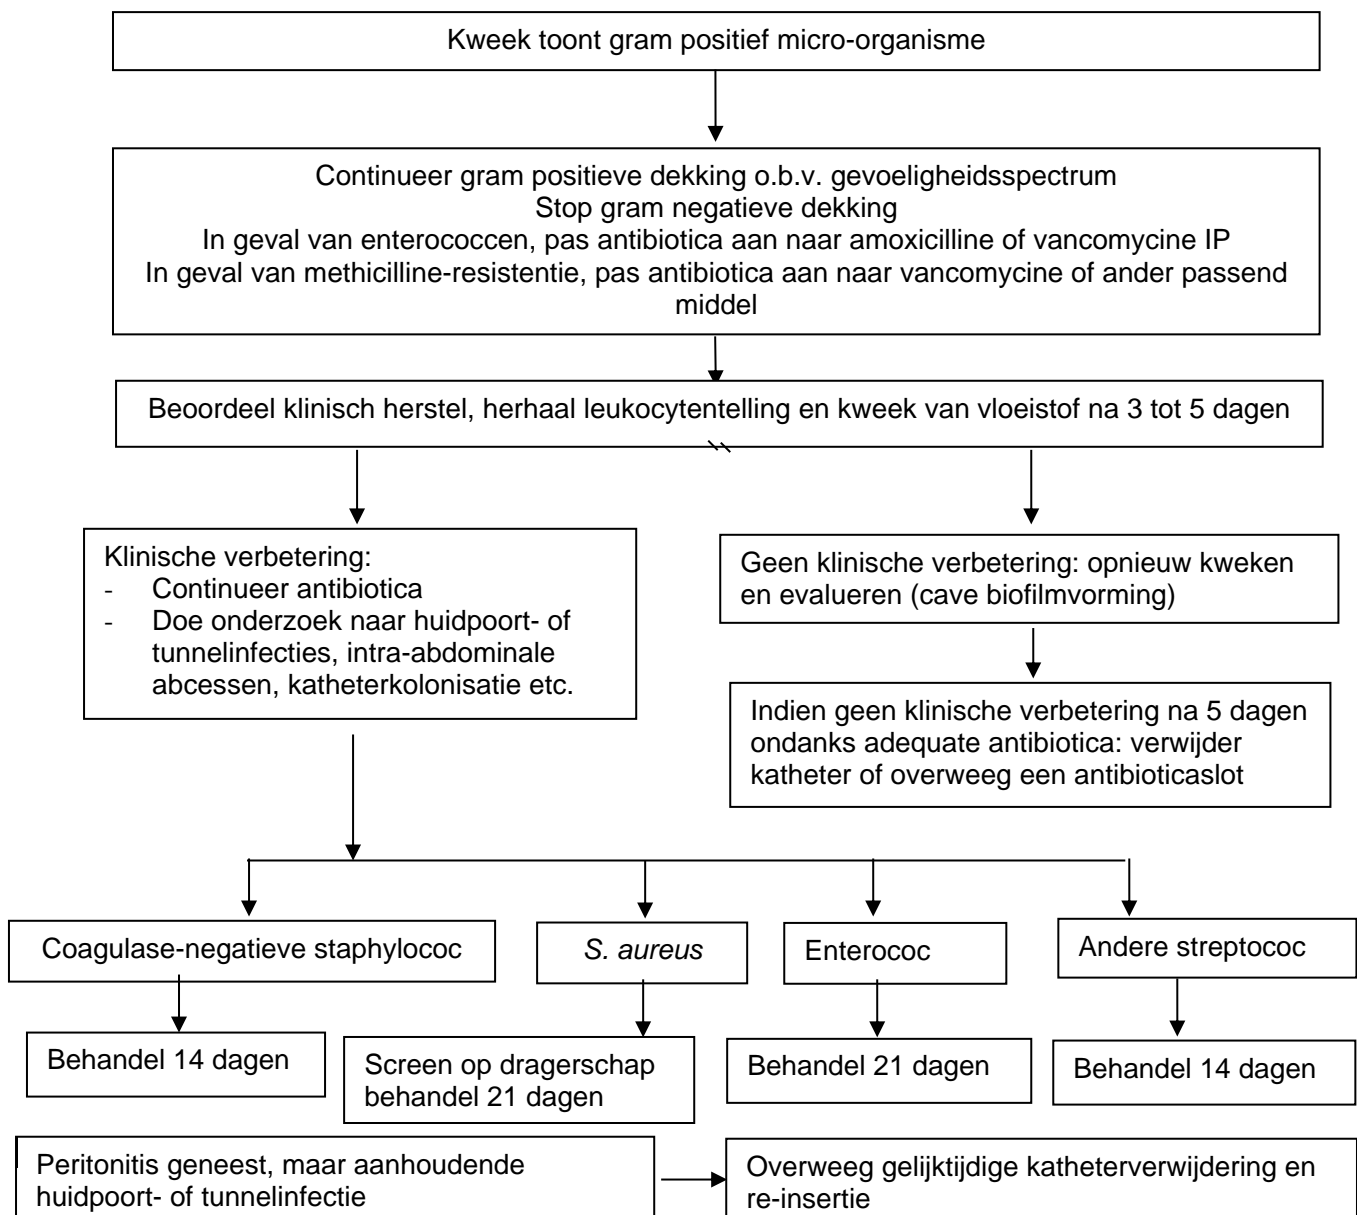 Kweek toont gram positief micro-organisme
Continueer gram positieve dekking o.b.v. gevoeligheidsspectrum
Stop gram negatieve dekking
In geval van enterococcen, pas antibiotica aan naar amoxicilline of vancomycine IP
In geval van methicilline-resistentie, pas antibiotica aan naar vancomycine of ander passend
middel
Beoordeel klinisch herstel, herhaal leukocytentelling en kweek van vloeistof na 3 tot 5 dagen
Klinische verbetering:
- Continueer antibiotica
- Doe onderzoek naar huidpoort- of
tunnelinfecties, intra-abdominale
abcessen, katheterkolonisatie etc.
Geen klinische verbetering: opnieuw kweken
en evalueren (cave biofilmvorming)
Indien geen klinische verbetering na 5 dagen
ondanks adequate antibiotica: verwijder
katheter of overweeg een antibioticaslot
Coagulase-negatieve staphylococ
S. aureus
Enterococ
Andere streptococ
Behandel 14 dagen
Screen op dragerschap
behandel 21 dagen
Behandel 21 dagen
Behandel 14 dagen
Peritonitis geneest, maar aanhoudende
huidpoort- of tunnelinfectie
Overweeg gelijktijdige katheterverwijdering en
re-insertie